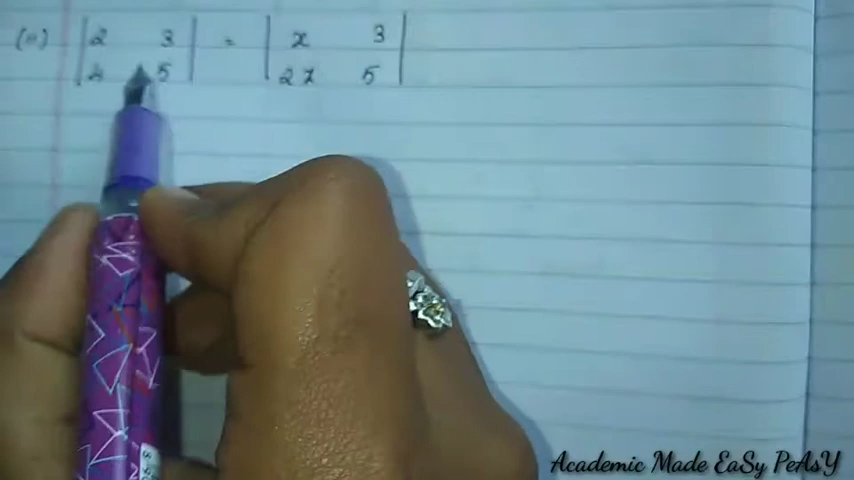 (ii) | 2 3 | = | x 3 |
| 4 5 | | 2x 5 |
Academic Made EaSy PeAsY